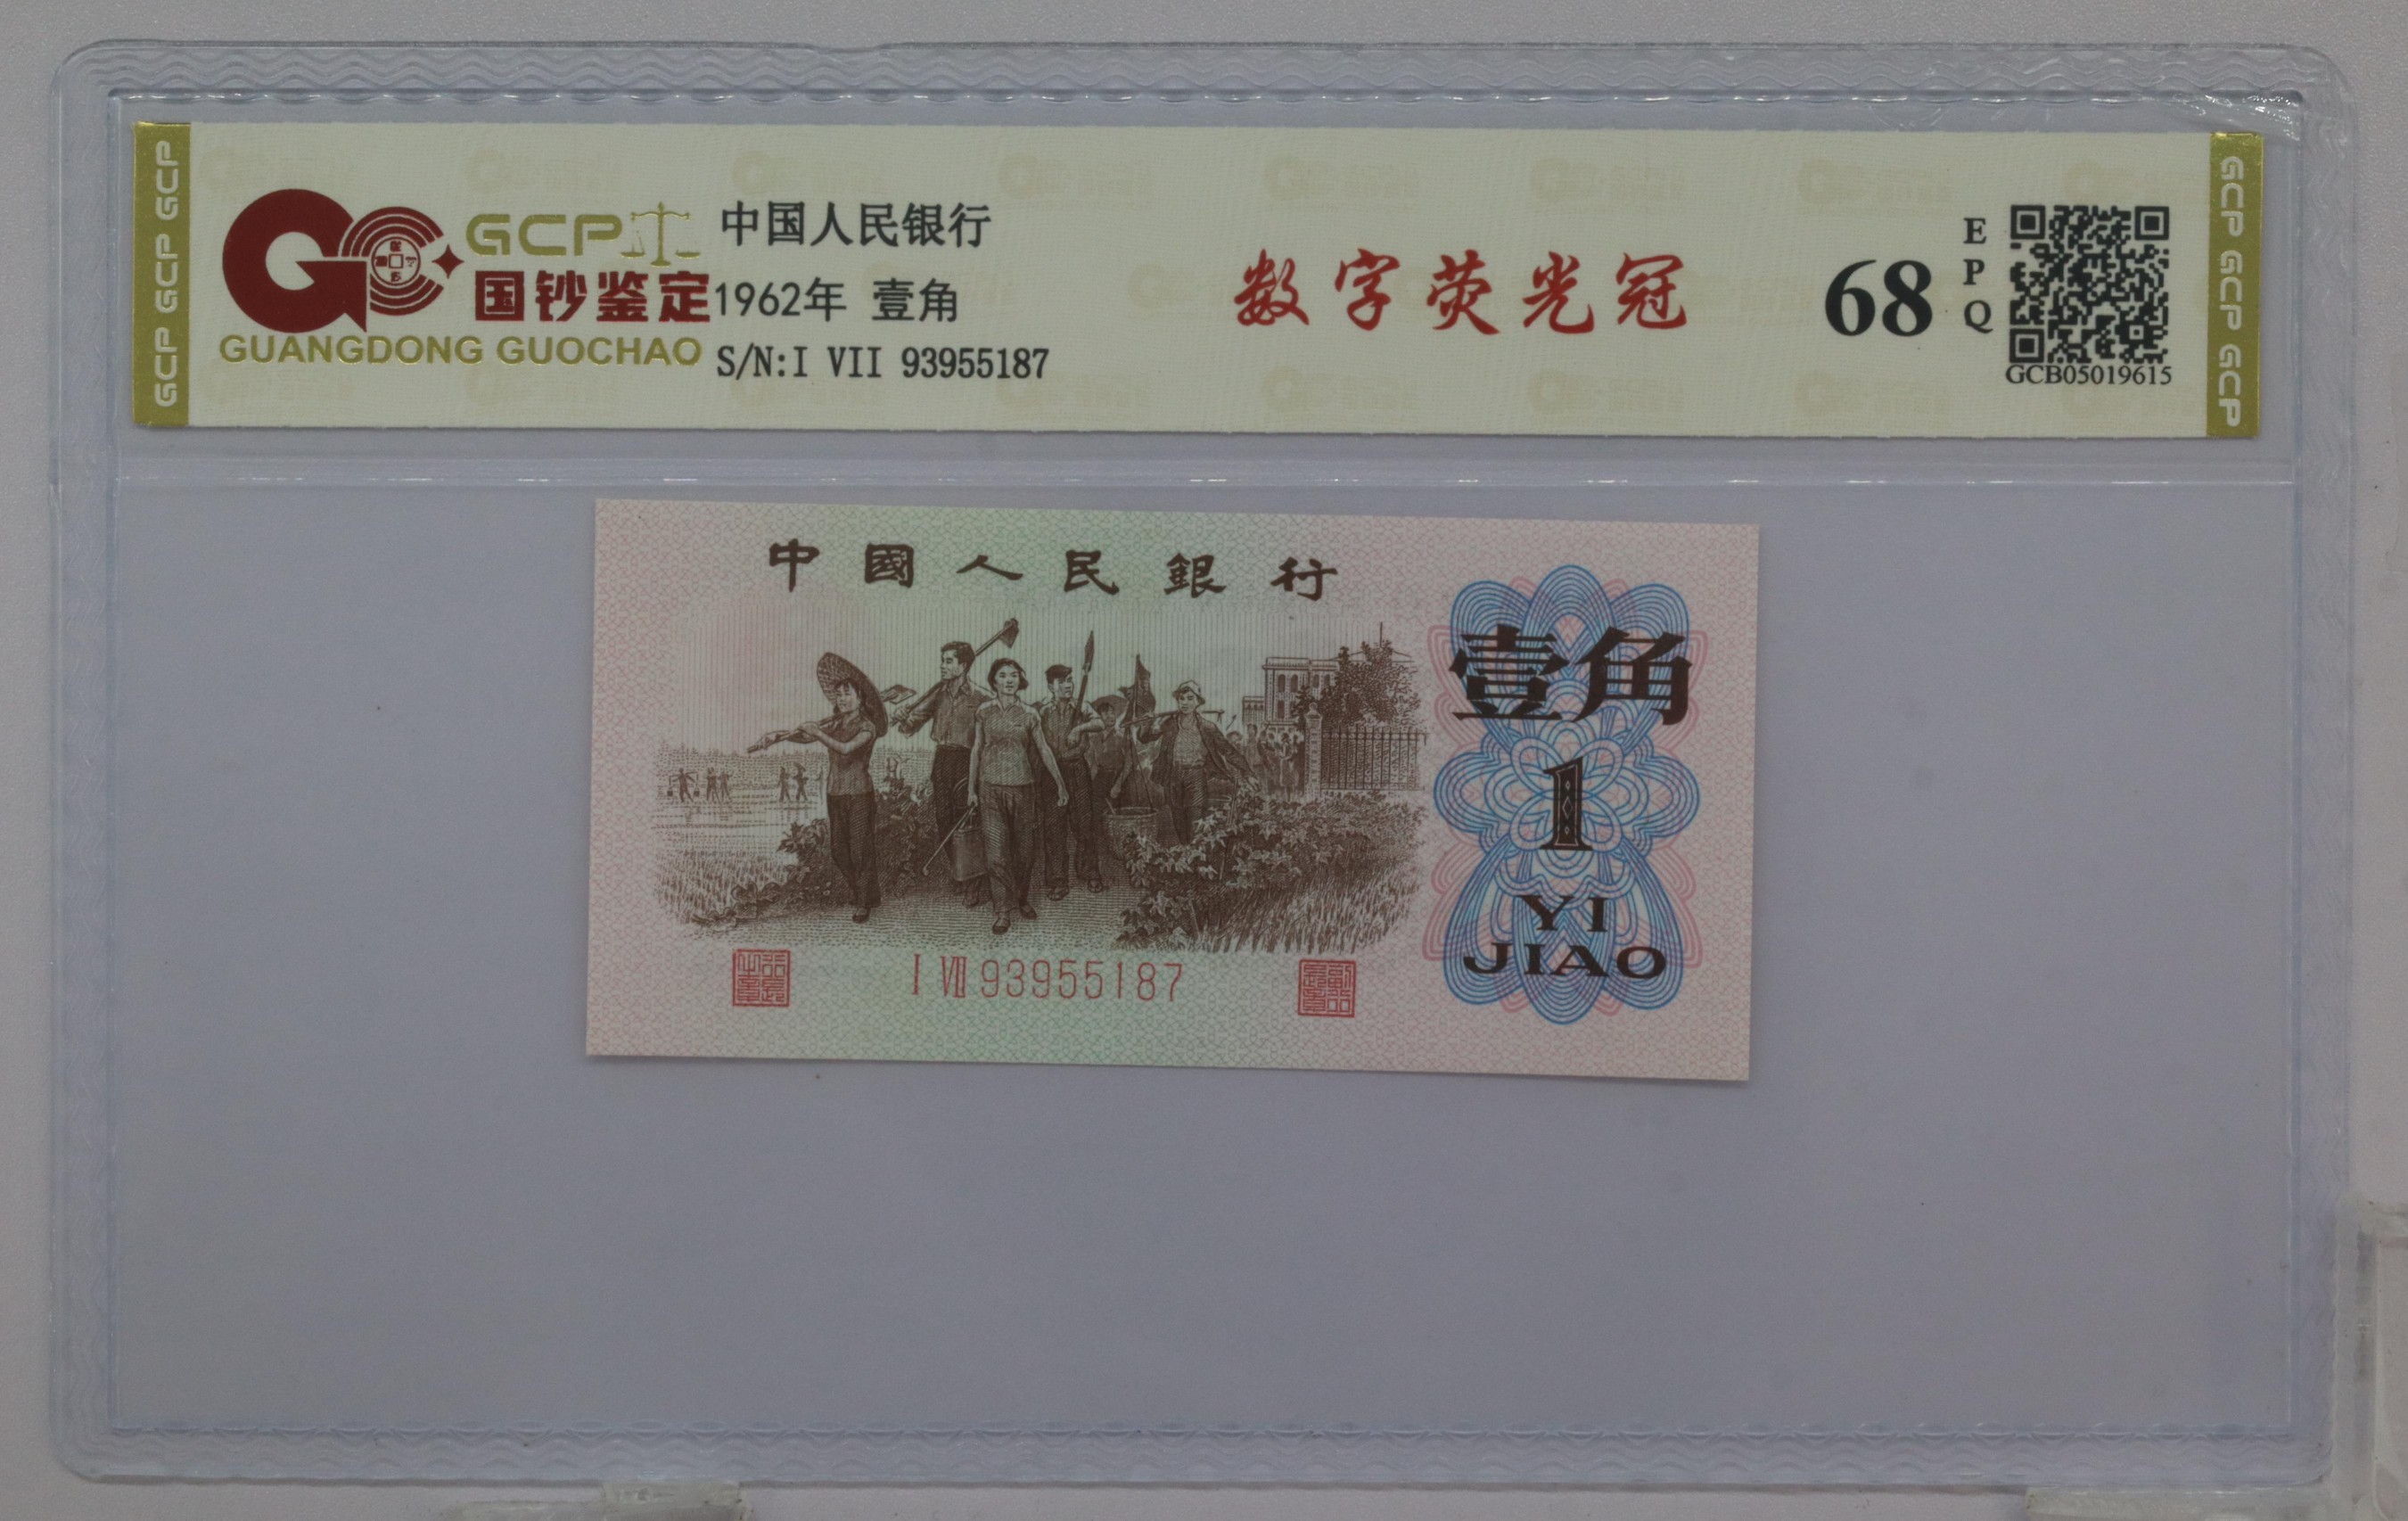 GCP GCP GCP
GCP
国钞鉴定
GUANGDONG GUOCHAO
中国人民银行
1962年 壹角
S/N:I VII 93955187
数字荧光冠
68
EPQ
GCB05019615
GCP GCP GCP
中國人民銀行
壹角
1
YI
JIAO
I VII 93955187